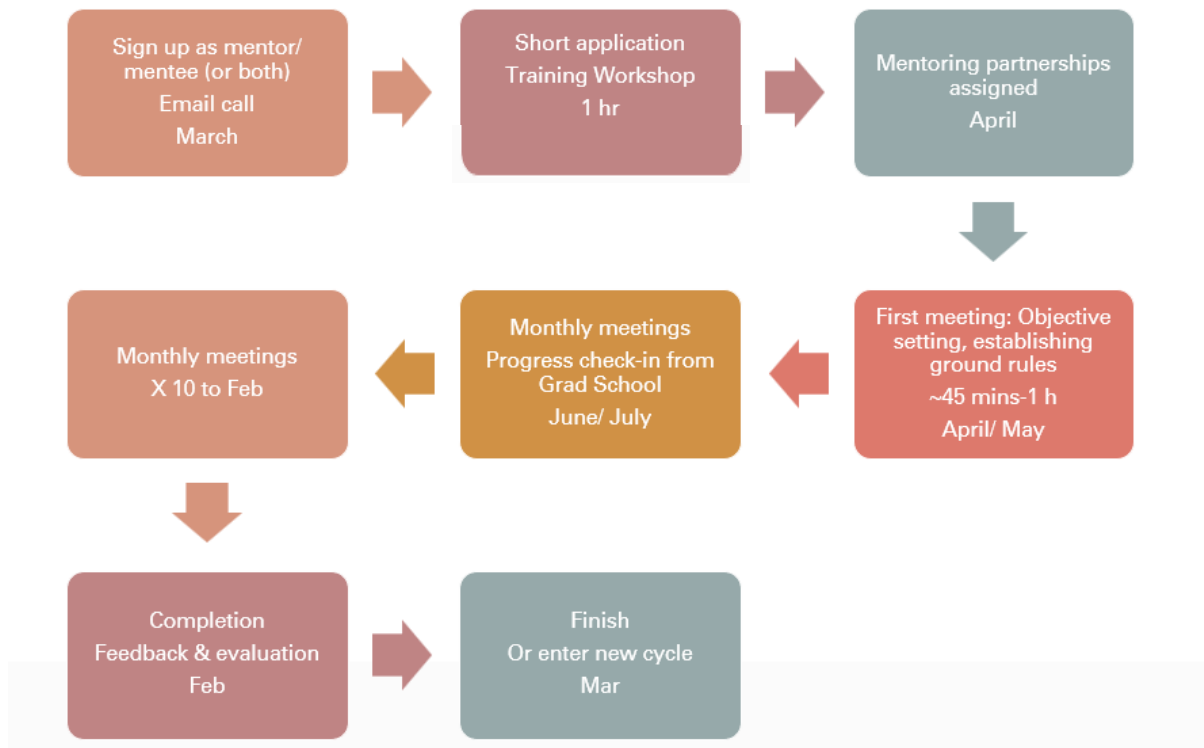 Sign up as mentor/
mentee (or both)
Email call
March
Short application
Training Workshop
1 hr
Mentoring partnerships
assigned
April
First meeting: Objective
setting, establishing
ground rules
~45 mins-1 h
April/ May
Monthly meetings
Progress check-in from
Grad School
June/ July
Monthly meetings
X 10 to Feb
Completion
Feedback & evaluation
Feb
Finish
Or enter new cycle
Mar